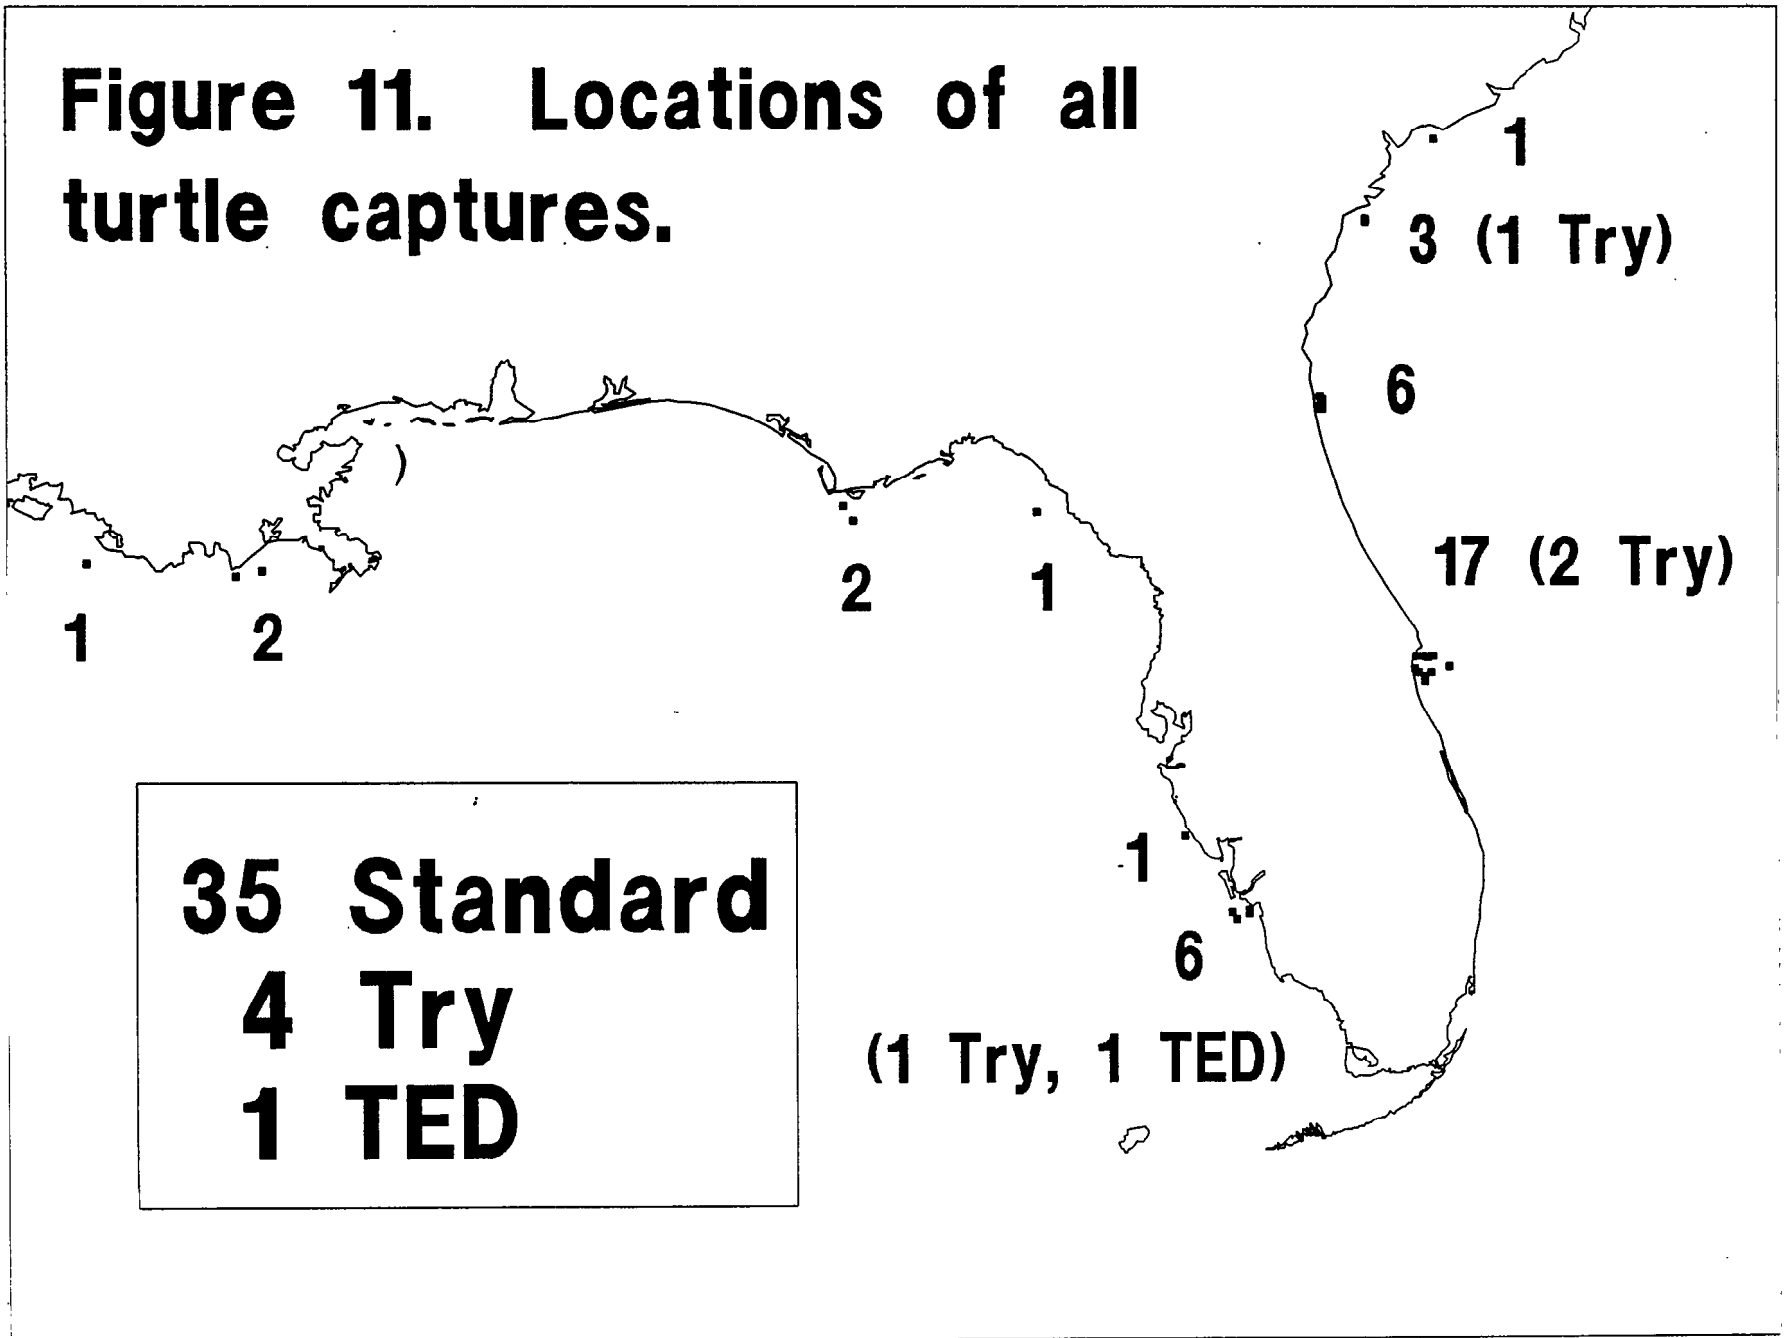 Figure 11. Locations of all
turtle captures.
1
3 (1 Try)
6
17 (2 Try)
2
1
1
2
1
6
(1 Try, 1 TED)
35 Standard
4 Try
1 TED